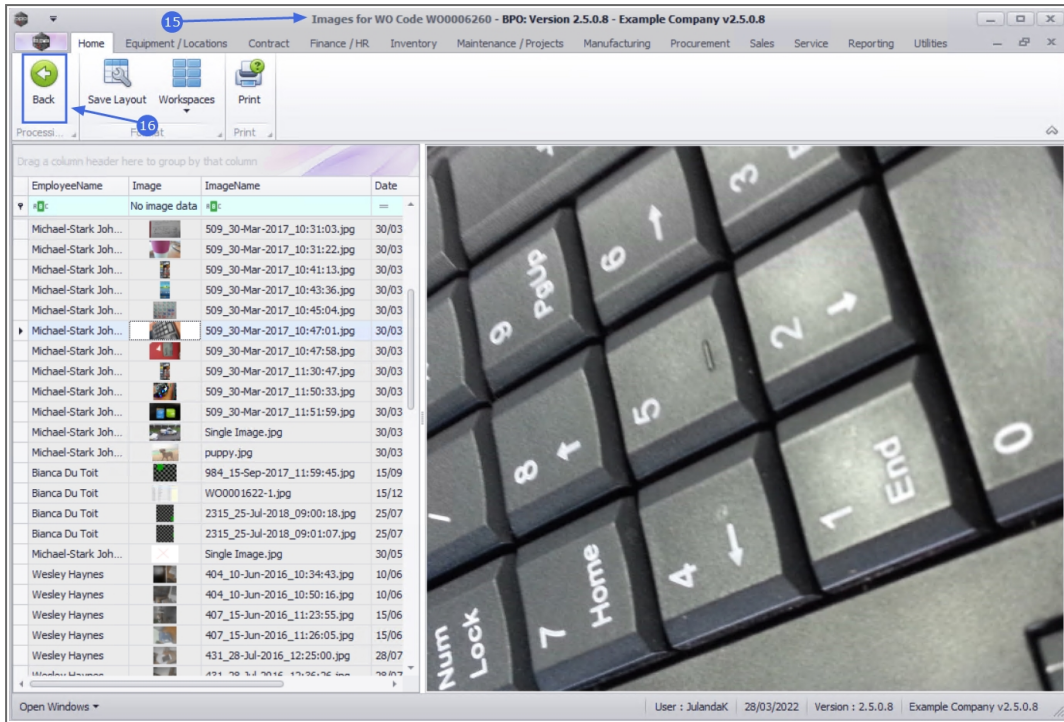 15
Images for WO Code WO0006260 - BPO: Version 2.5.0.8 - Example Company v2.5.0.8
Home Equipment / Locations Contract Finance / HR Inventory Maintenance / Projects Manufacturing Procurement Sales Service Reporting Utilities
Back Save Layout Workspaces Print
16
Processi... Print
Drag a column header here to group by that column
EmployeeName Image ImageName Date
No image data =
Michael-Stark Joh... 509_30-Mar-2017_10:31:03.jpg 30/03
Michael-Stark Joh... 509_30-Mar-2017_10:31:22.jpg 30/03
Michael-Stark Joh... 509_30-Mar-2017_10:41:13.jpg 30/03
Michael-Stark Joh... 509_30-Mar-2017_10:43:36.jpg 30/03
Michael-Stark Joh... 509_30-Mar-2017_10:45:04.jpg 30/03
Michael-Stark Joh... 509_30-Mar-2017_10:47:01.jpg 30/03
Michael-Stark Joh... 509_30-Mar-2017_10:47:58.jpg 30/03
Michael-Stark Joh... 509_30-Mar-2017_11:30:47.jpg 30/03
Michael-Stark Joh... 509_30-Mar-2017_11:50:33.jpg 30/03
Michael-Stark Joh... 509_30-Mar-2017_11:51:59.jpg 30/03
Michael-Stark Joh... Single Image.jpg 30/03
Michael-Stark Joh... puppy.jpg 30/03
Bianca Du Toit 984_15-Sep-2017_11:59:45.jpg 15/09
Bianca Du Toit WO0001622-1.jpg 15/12
Bianca Du Toit 2315_25-Jul-2018_09:00:18.jpg 25/07
Bianca Du Toit 2315_25-Jul-2018_09:01:07.jpg 25/07
Michael-Stark Joh... Single Image.jpg 30/05
Wesley Haynes 404_10-Jun-2016_10:34:43.jpg 10/06
Wesley Haynes 404_10-Jun-2016_10:50:16.jpg 10/06
Wesley Haynes 407_15-Jun-2016_11:23:55.jpg 15/06
Wesley Haynes 407_15-Jun-2016_11:26:05.jpg 15/06
Wesley Haynes 431_28-Jul-2016_12:25:00.jpg 28/07
Num Lock
7 Home
8
9 PgUp
4
5
6
1 End
2
3
0
/
Open Windows User : JulandaK 28/03/2022 Version : 2.5.0.8 Example Company v2.5.0.8